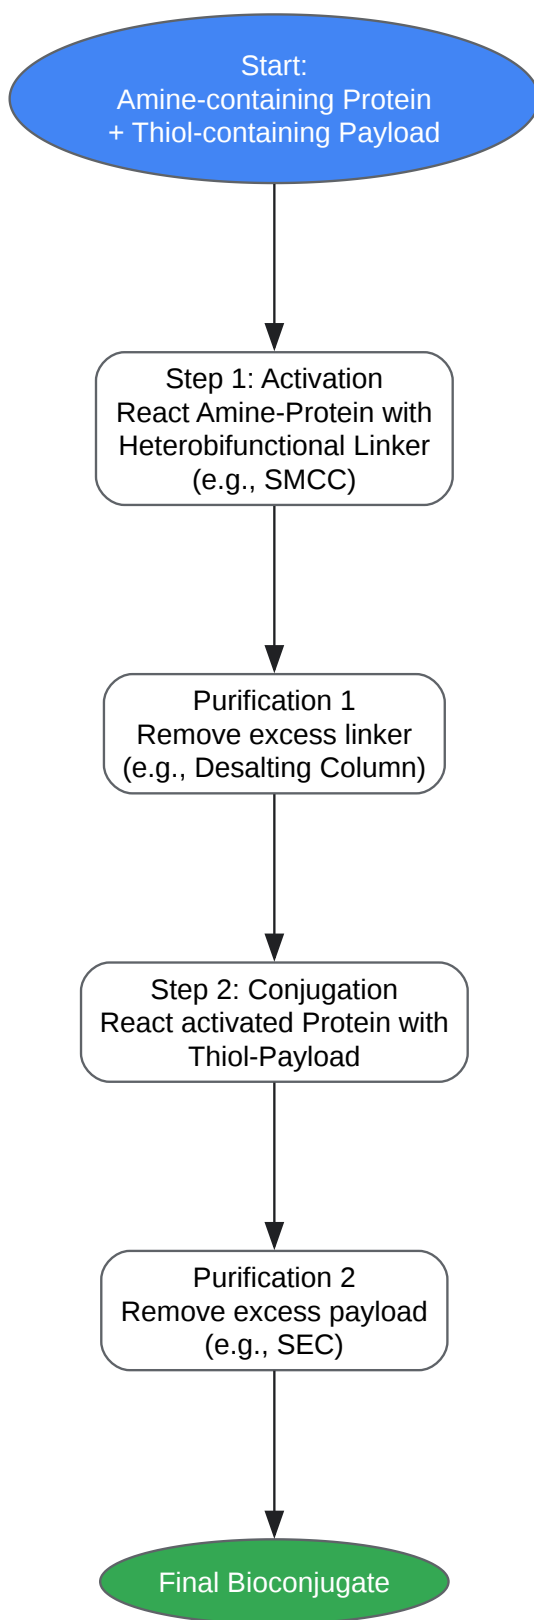 Start:
Amine-containing Protein
+ Thiol-containing Payload
Step 1: Activation
React Amine-Protein with
Heterobifunctional Linker
(e.g., SMCC)
Purification 1
Remove excess linker
(e.g., Desalting Column)
Step 2: Conjugation
React activated Protein with
Thiol-Payload
Purification 2
Remove excess payload
(e.g., SEC)
Final Bioconjugate